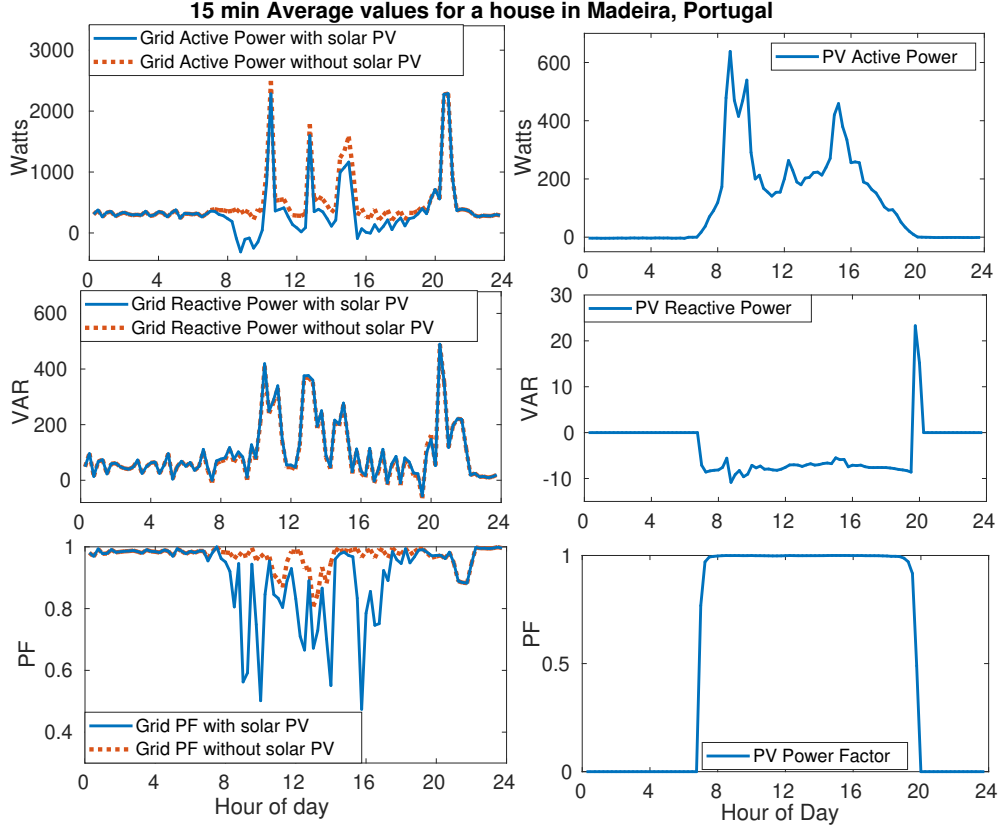 15 min Average values for a house in Madeira, Portugal
Grid Active Power with solar PV
Grid Active Power without solar PV
Watts
3000
2000
1000
0
0 4 8 12 16 20 24
PV Active Power
Watts
600
400
200
0
0 4 8 12 16 20 24
Grid Reactive Power with solar PV
Grid Reactive Power without solar PV
VAR
600
400
200
0
0 4 8 12 16 20 24
PV Reactive Power
VAR
30
20
10
0
-10
0 4 8 12 16 20 24
PF
1
0.8
0.6
0.4
Grid PF with solar PV
Grid PF without solar PV
0 4 8 12 16 20 24
Hour of day
PF
1
0.5
0
PV Power Factor
0 4 8 12 16 20 24
Hour of Day